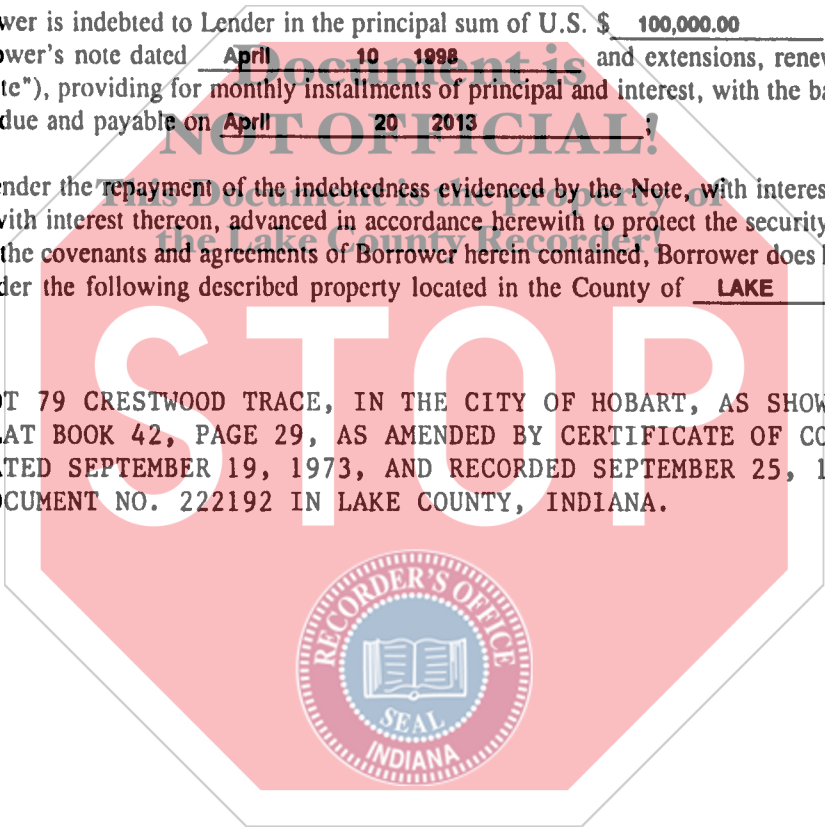 wer is indebted to Lender in the principal sum of U.S. $ 100,000.00
ower's note dated April 10 1998 and extensions, renew
te"), providing for monthly installments of principal and interest, with the ba
due and payable on April 20 2013 ;
Document is
NOT OFFICIAL!
This Document is the property of
the Lake County Recorder!
ender the repayment of the indebtedness evidenced by the Note, with interes
with interest thereon, advanced in accordance herewith to protect the security
the covenants and agreements of Borrower herein contained, Borrower does
der the following described property located in the County of LAKE
STOP
OT 79 CRESTWOOD TRACE, IN THE CITY OF HOBART, AS SHOW
LAT BOOK 42, PAGE 29, AS AMENDED BY CERTIFICATE OF CO
ATED SEPTEMBER 19, 1973, AND RECORDED SEPTEMBER 25, 1
OCUMENT NO. 222192 IN LAKE COUNTY, INDIANA.
RECORDER'S OFFICE
SEAL
INDIANA